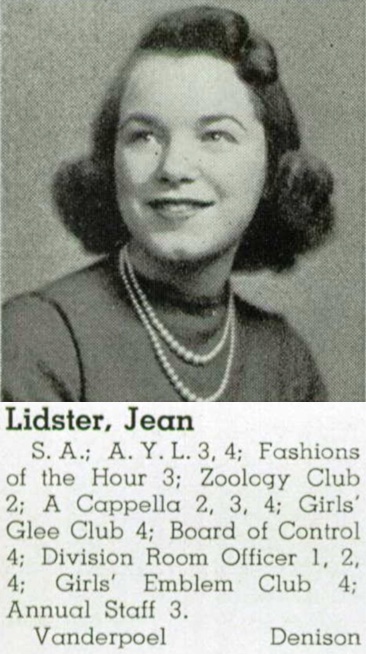 Lidster, Jean
S. A.; A. Y. L. 3, 4; Fashions
of the Hour 3; Zoology Club
2; A Cappella 2, 3, 4; Girls'
Glee Club 4; Board of Control
4; Division Room Officer 1, 2,
4; Girls' Emblem Club 4;
Annual Staff 3.
Vanderpoel Denison